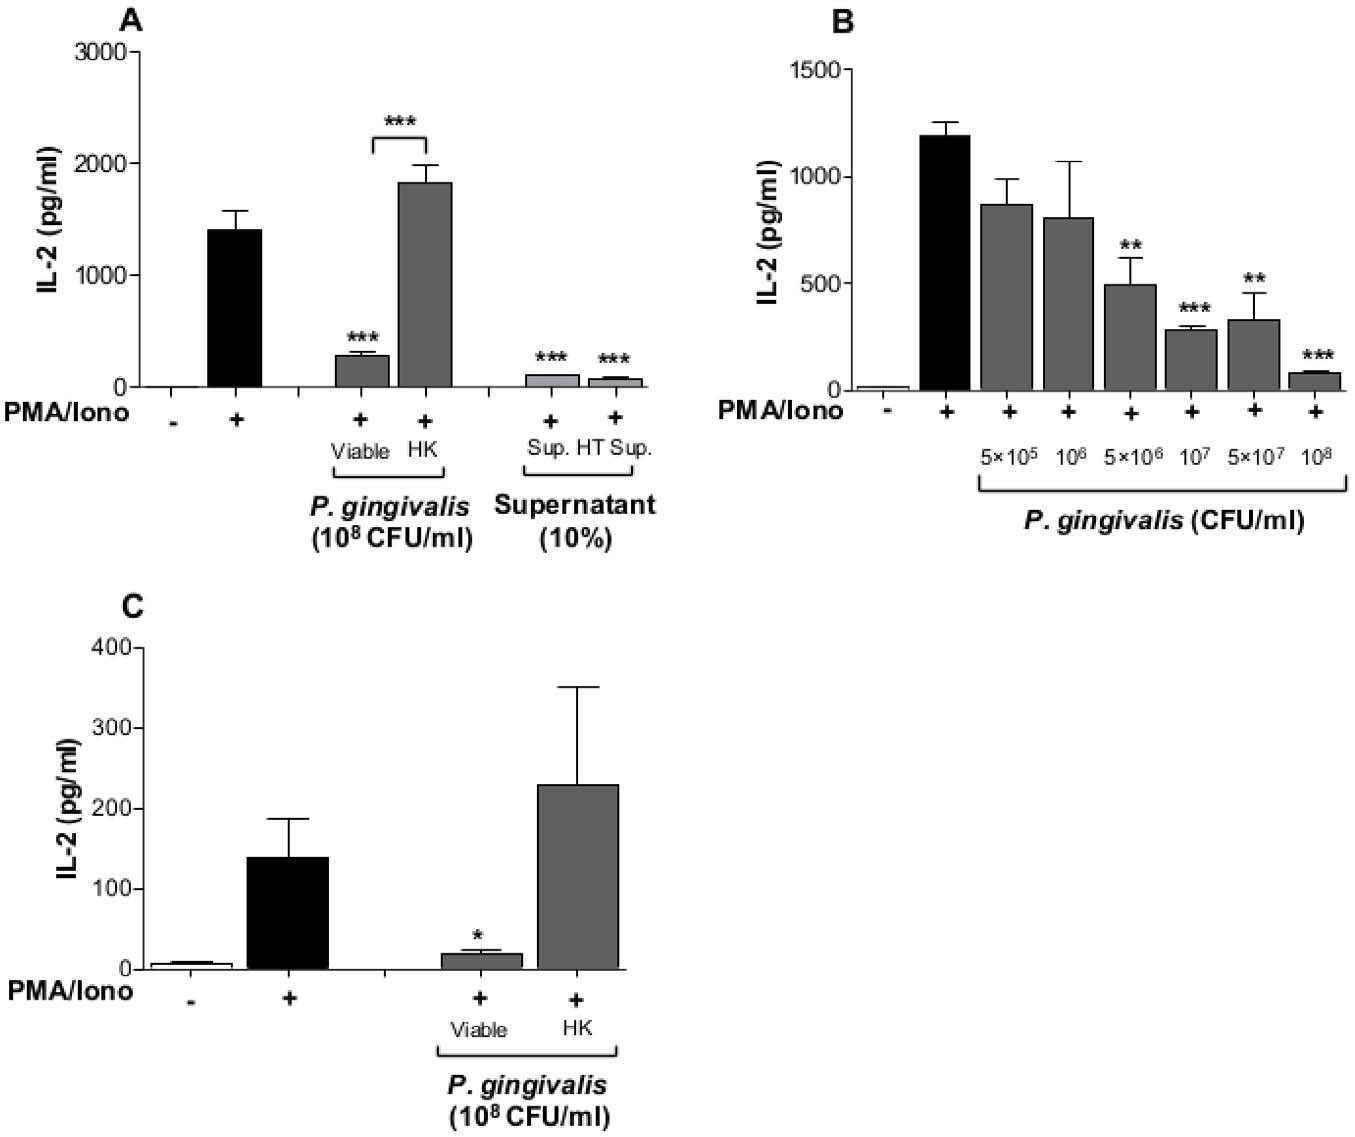 A
3000
2000
1000
0
IL-2 (pg/ml)
***
***
***
***
PMA/Iono - + + + + +
Viable HK Sup. HT Sup.
P. gingivalis Supernatant
(10⁸ CFU/ml) (10%)
B
1500
1000
500
0
IL-2 (pg/ml)
**
***
**
***
PMA/Iono - + + + + + + +
5×10⁵ 10⁶ 5×10⁶ 10⁷ 5×10⁷ 10⁸
P. gingivalis (CFU/ml)
C
400
300
200
100
0
IL-2 (pg/ml)
*
PMA/Iono - + + +
Viable HK
P. gingivalis
(10⁸ CFU/ml)